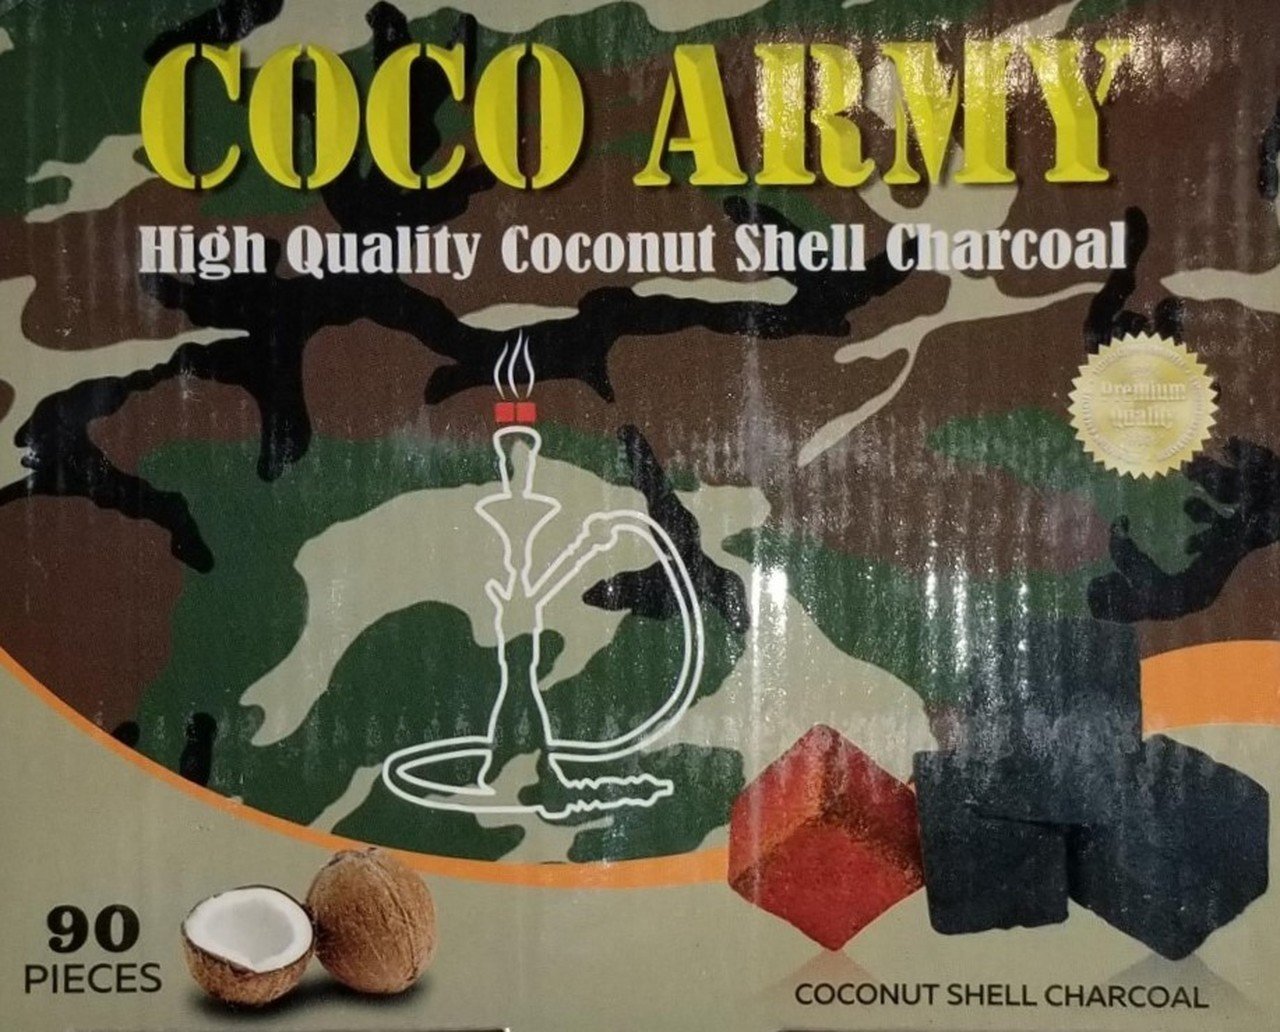 COCO ARMY
High Quality Coconut Shell Charcoal
Premium
Quality
90
PIECES
COCONUT SHELL CHARCOAL